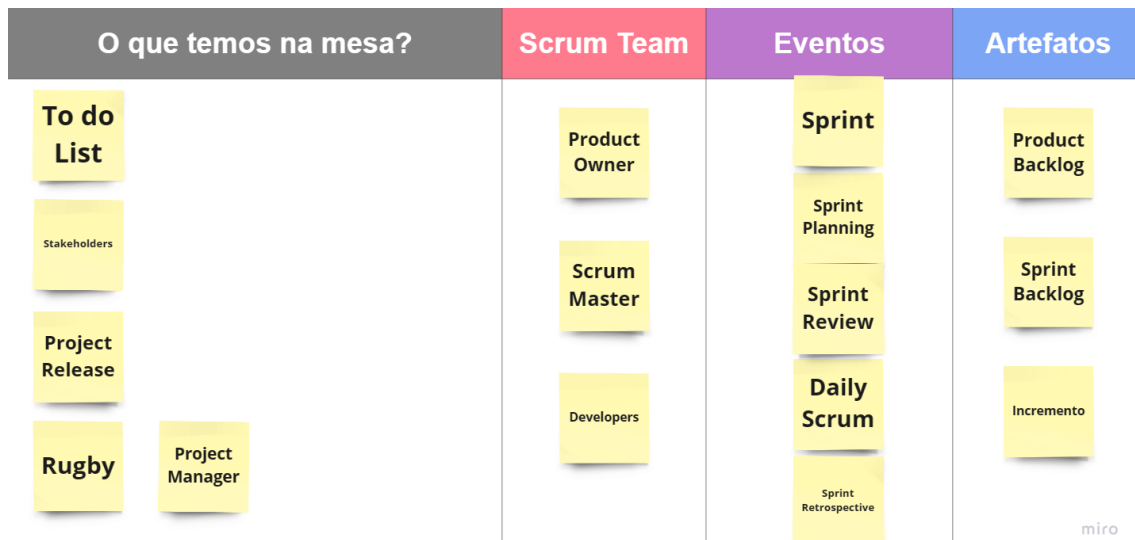 O que temos na mesa?
Scrum Team
Eventos
Artefatos
To do
List
Stakeholders
Project
Release
Rugby
Project
Manager
Product
Owner
Scrum
Master
Developers
Sprint
Sprint
Planning
Sprint
Review
Daily
Scrum
Sprint
Retrospective
Product
Backlog
Sprint
Backlog
Incremento
miro